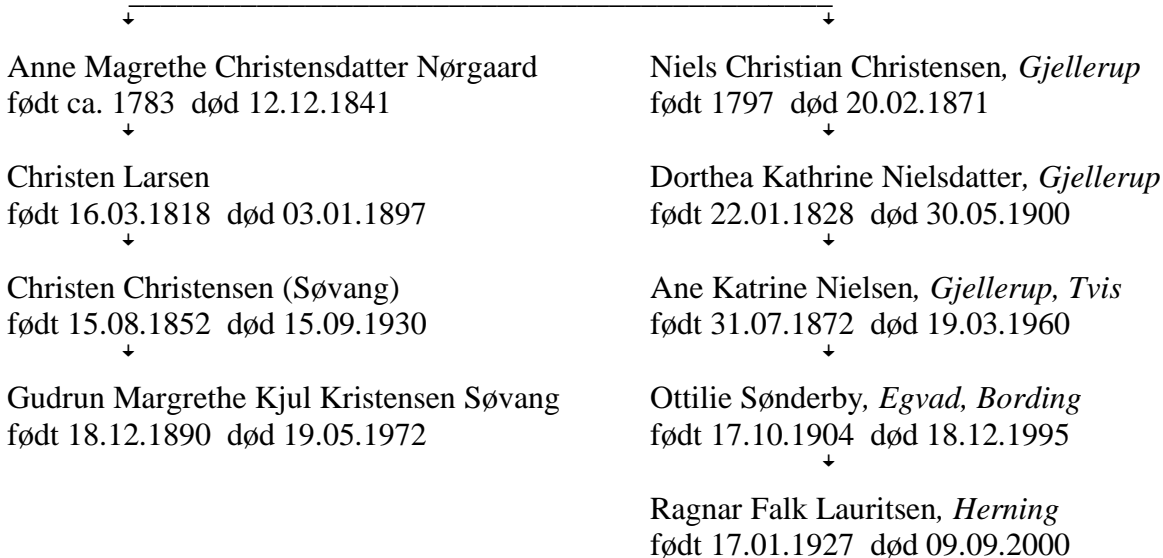 Anne Magrethe Christensdatter Nørgaard
født ca. 1783 død 12.12.1841
Christen Larsen
født 16.03.1818 død 03.01.1897
Christen Christensen (Søvang)
født 15.08.1852 død 15.09.1930
Gudrun Margrethe Kjul Kristensen Søvang
født 18.12.1890 død 19.05.1972
Niels Christian Christensen, Gjellerup
født 1797 død 20.02.1871
Dorthea Kathrine Nielsdatter, Gjellerup
født 22.01.1828 død 30.05.1900
Ane Katrine Nielsen, Gjellerup, Tvis
født 31.07.1872 død 19.03.1960
Ottilie Sønderby, Egvad, Bording
født 17.10.1904 død 18.12.1995
Ragnar Falk Lauritsen, Herning
født 17.01.1927 død 09.09.2000